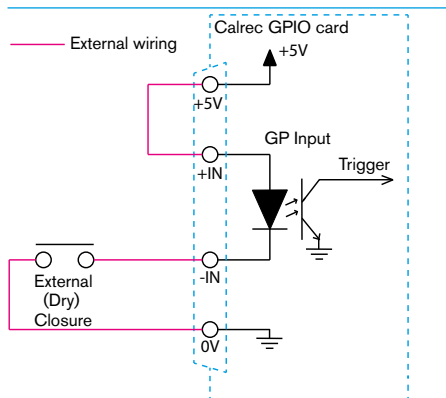 Calrec GPIO card
External wiring
+5V
+5V
GP Input
+IN
Trigger
-IN
External
(Dry)
Closure
0V